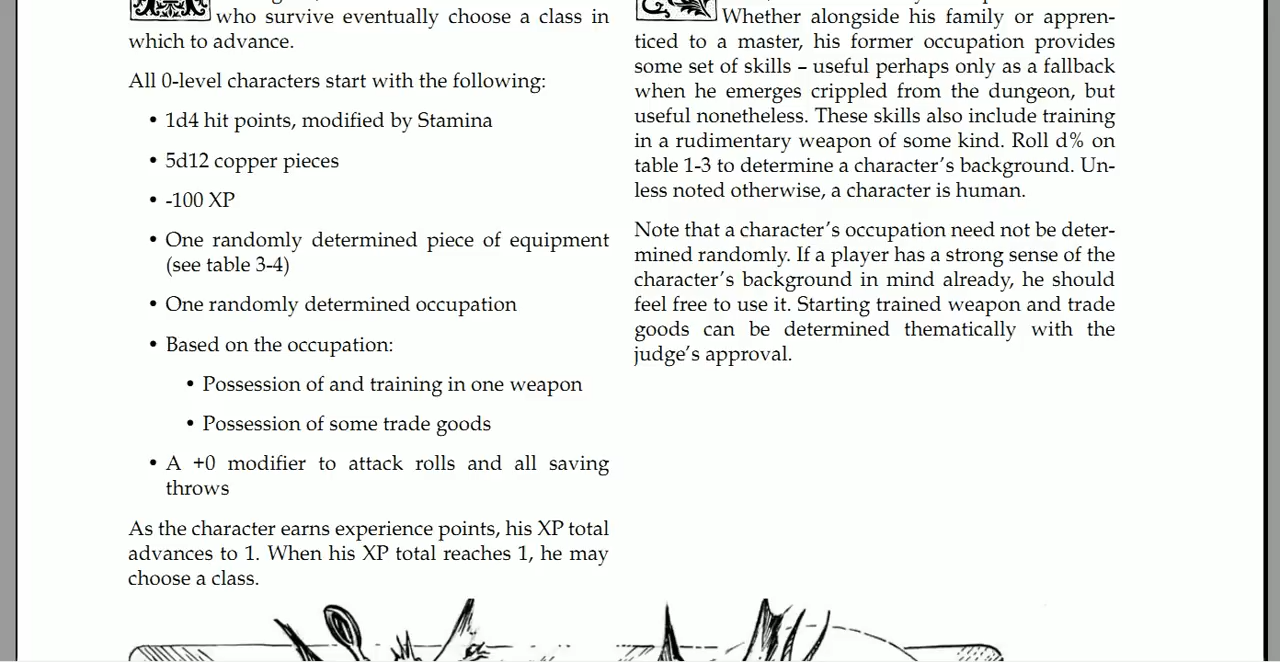 who survive eventually choose a class in
which to advance.
All 0-level characters start with the following:
• 1d4 hit points, modified by Stamina
• 5d12 copper pieces
• -100 XP
• One randomly determined piece of equipment
(see table 3-4)
• One randomly determined occupation
• Based on the occupation:
• Possession of and training in one weapon
• Possession of some trade goods
• A +0 modifier to attack rolls and all saving
throws
As the character earns experience points, his XP total
advances to 1. When his XP total reaches 1, he may
choose a class.
Whether alongside his family or appren-
ticed to a master, his former occupation provides
some set of skills – useful perhaps only as a fallback
when he emerges crippled from the dungeon, but
useful nonetheless. These skills also include training
in a rudimentary weapon of some kind. Roll d% on
table 1-3 to determine a character's background. Un-
less noted otherwise, a character is human.
Note that a character's occupation need not be deter-
mined randomly. If a player has a strong sense of the
character's background in mind already, he should
feel free to use it. Starting trained weapon and trade
goods can be determined thematically with the
judge's approval.